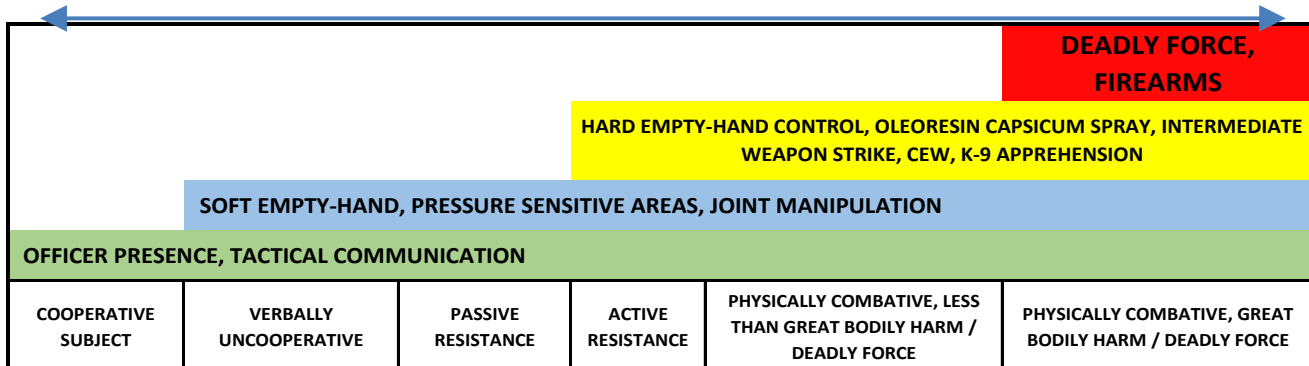 DEADLY FORCE,
FIREARMS
HARD EMPTY-HAND CONTROL, OLEORESIN CAPSICUM SPRAY, INTERMEDIATE
WEAPON STRIKE, CEW, K-9 APPREHENSION
SOFT EMPTY-HAND, PRESSURE SENSITIVE AREAS, JOINT MANIPULATION
OFFICER PRESENCE, TACTICAL COMMUNICATION
COOPERATIVE
SUBJECT
VERBALLY
UNCOOPERATIVE
PASSIVE
RESISTANCE
ACTIVE
RESISTANCE
PHYSICALLY COMBATIVE, LESS
THAN GREAT BODILY HARM /
DEADLY FORCE
PHYSICALLY COMBATIVE, GREAT
BODILY HARM / DEADLY FORCE